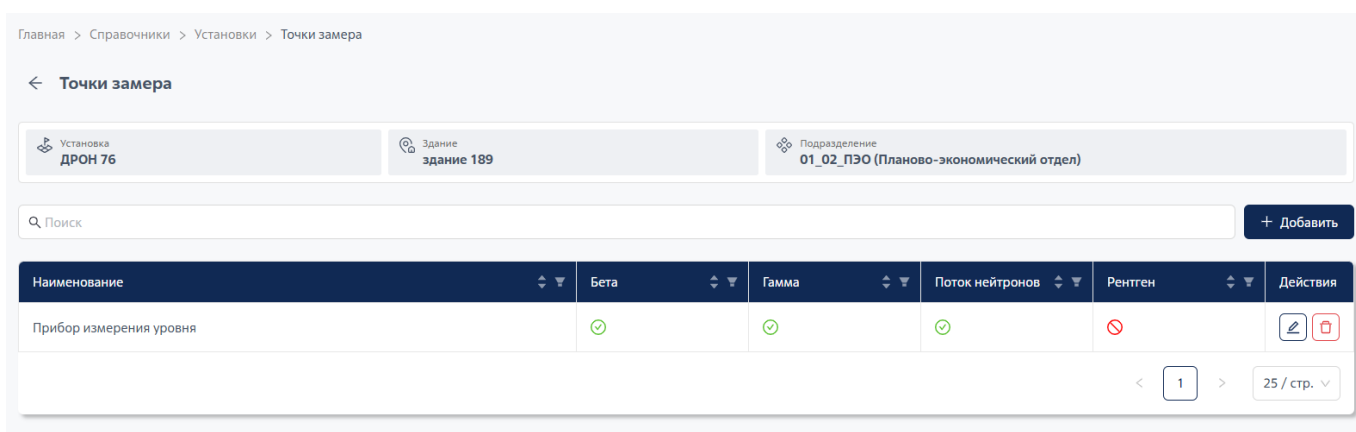 Главная > Справочники > Установки > Точки замера
Точки замера
Установка
ДРОН 76
Здание
здание 189
Подразделение
01_02_ПЭО (Планово-экономический отдел)
Поиск
+ Добавить
Наименование Бета Гамма Поток нейтронов Рентген Действия
Прибор измерения уровня
< 1 > 25 / стр.